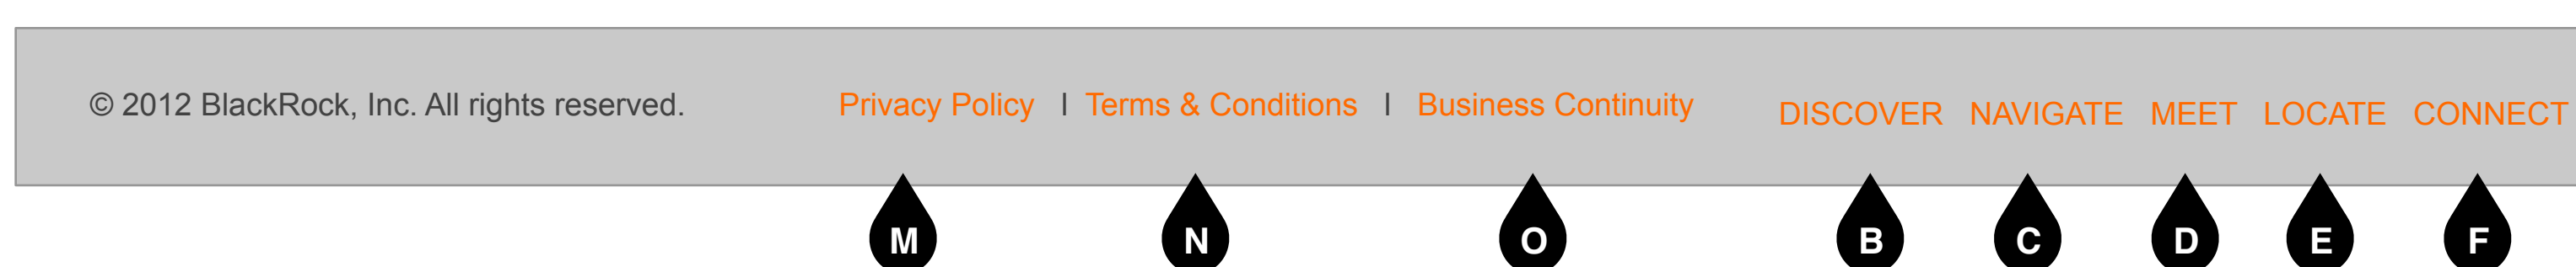 © 2012 BlackRock, Inc. All rights reserved. Privacy Policy | Terms & Conditions | Business Continuity DISCOVER NAVIGATE MEET LOCATE CONNECT
M N O B C D E F